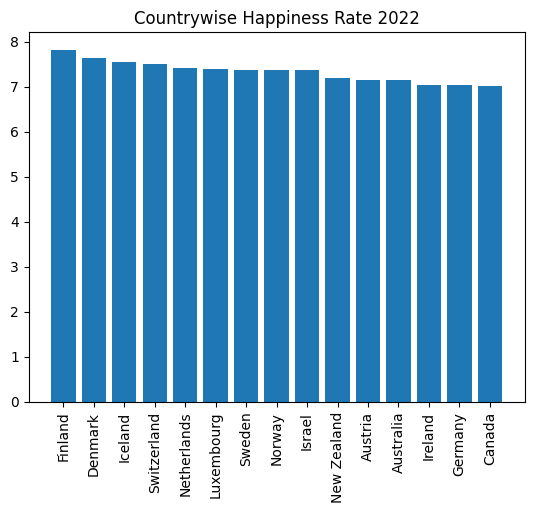 Countrywise Happiness Rate 2022
8
7
6
5
4
3
2
1
0
Finland
Denmark
Iceland
Switzerland
Netherlands
Luxembourg
Sweden
Norway
Israel
New Zealand
Austria
Australia
Ireland
Germany
Canada